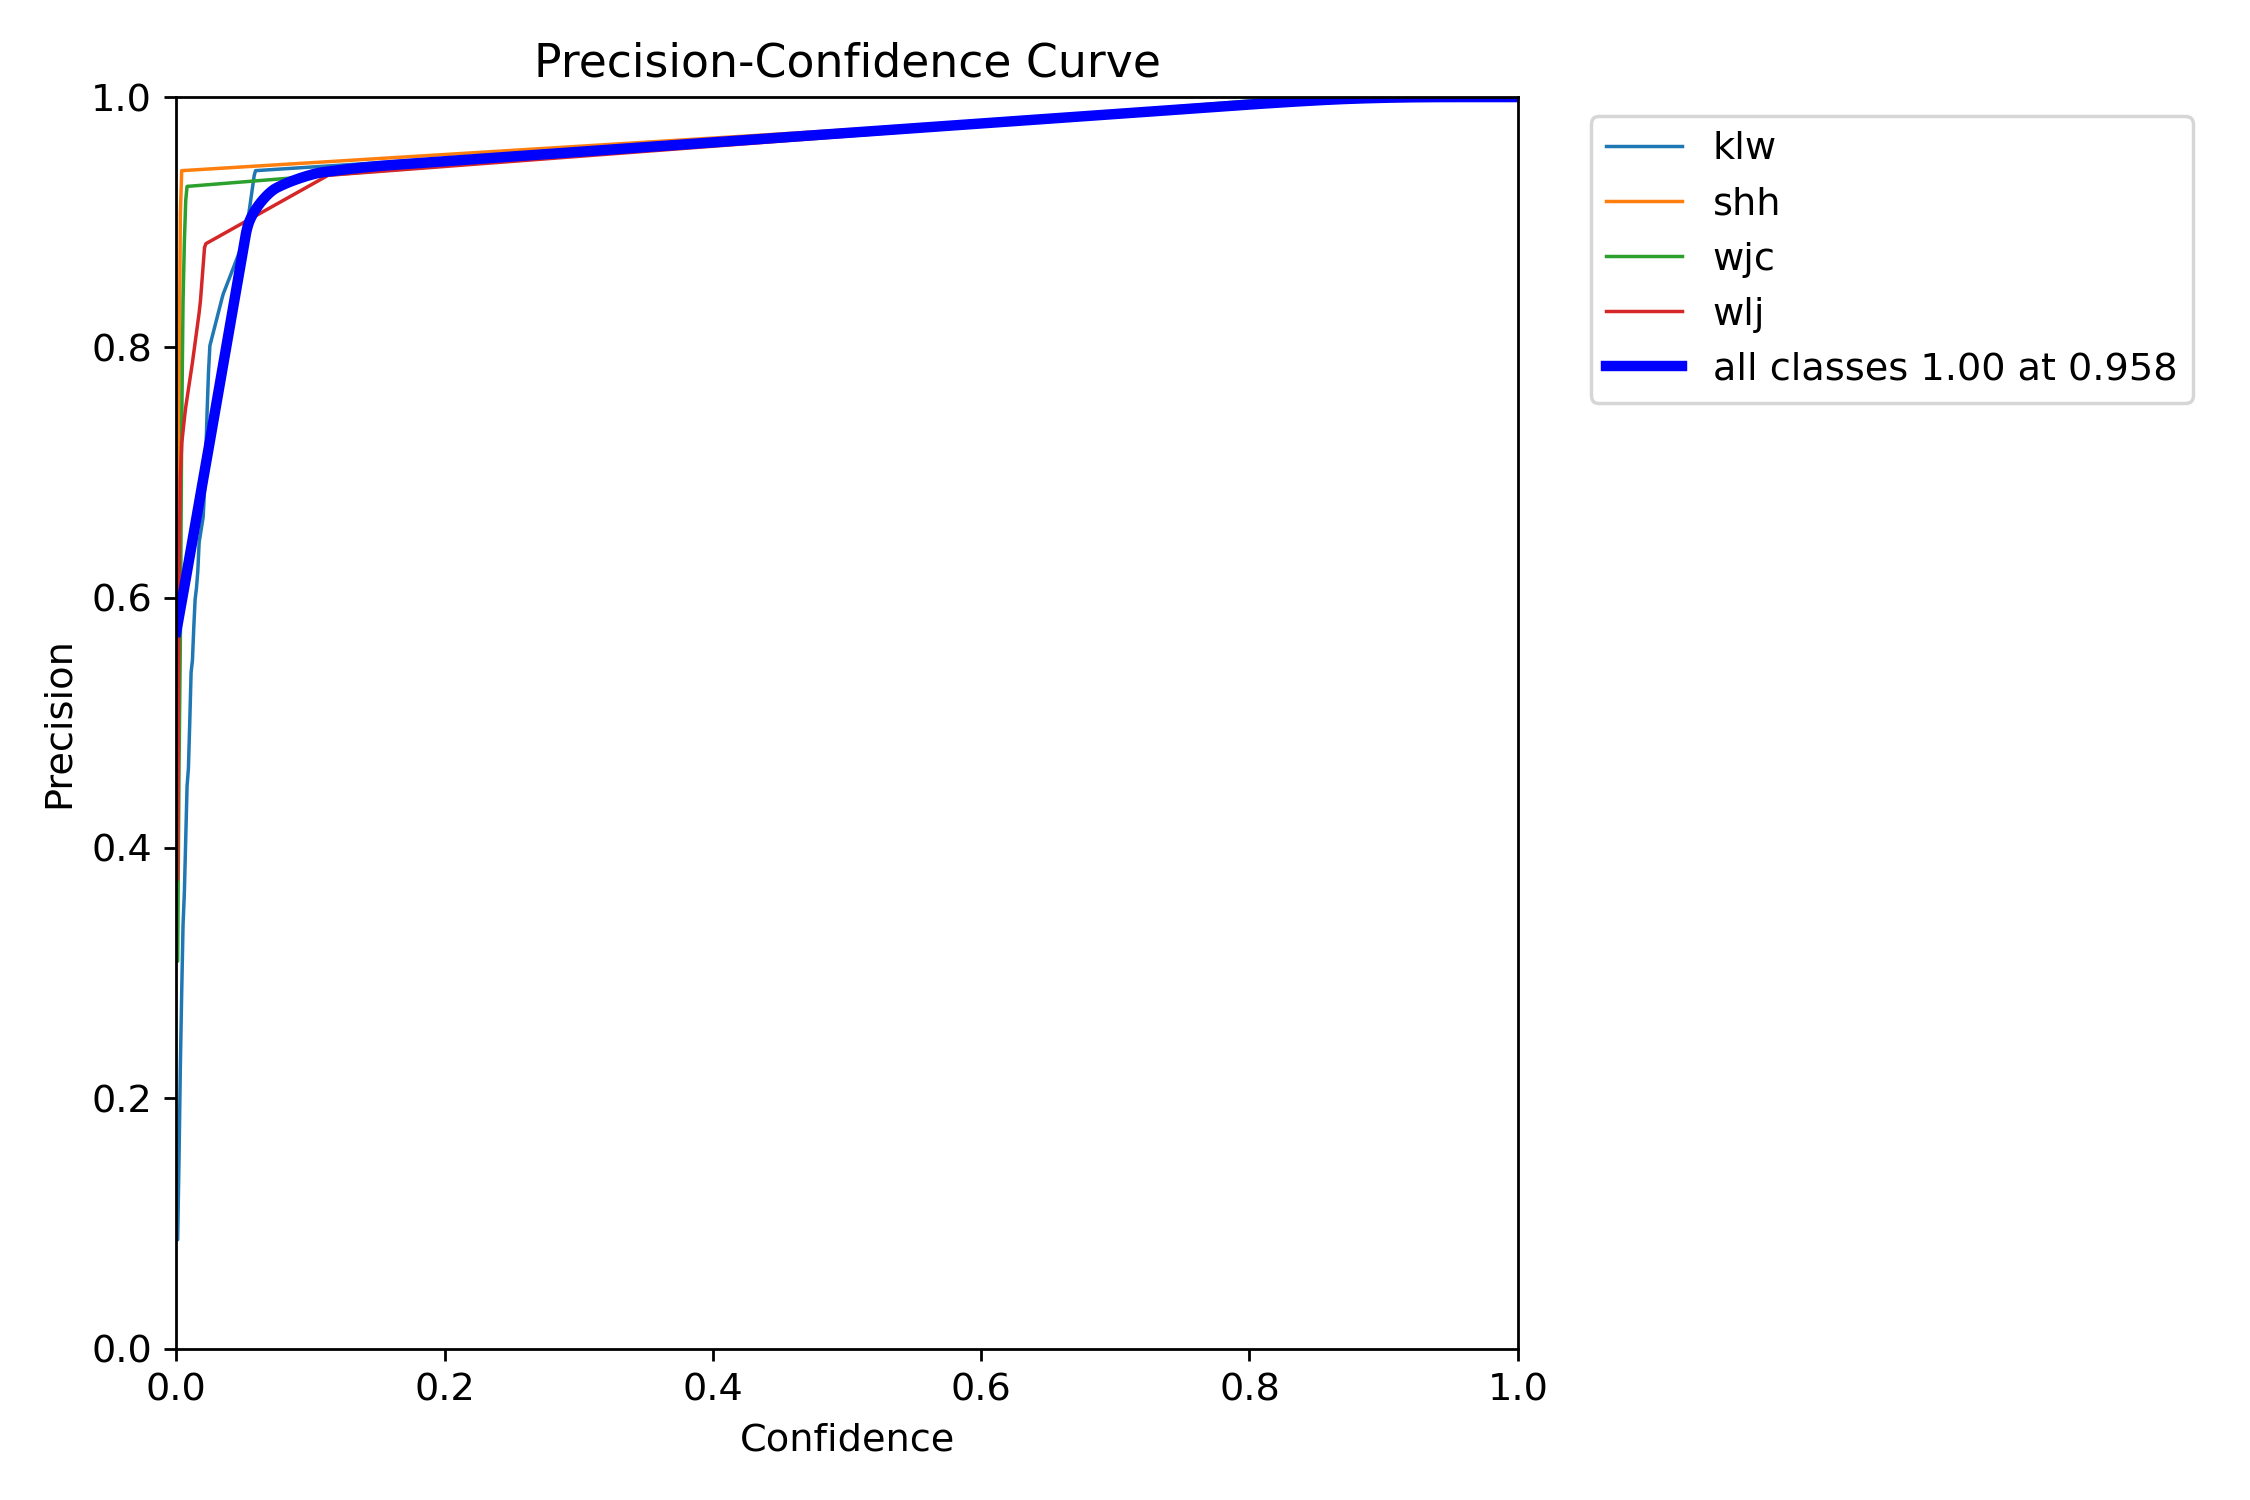 Precision-Confidence Curve
1.0
0.8
0.6
0.4
0.2
0.0
Precision
0.0 0.2 0.4 0.6 0.8 1.0
Confidence
klw
shh
wjc
wlj
all classes 1.00 at 0.958